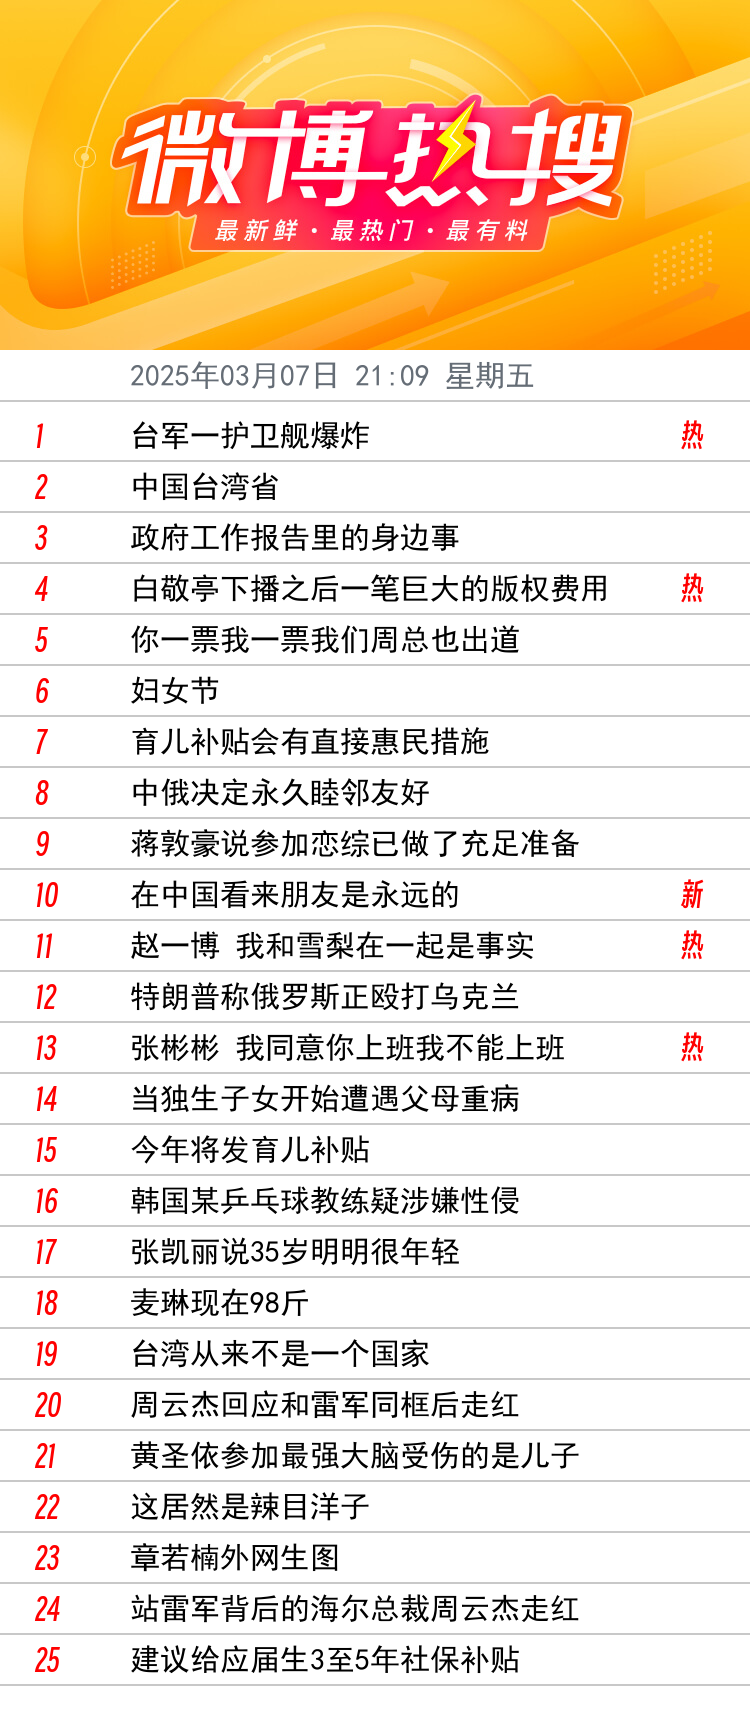 微博热搜
最新鲜·最热门·最有料
2025年03月07日 21:09 星期五
1 台军一护卫舰爆炸 热
2 中国台湾省
3 政府工作报告里的身边事
4 白敬亭下播之后一笔巨大的版权费用 热
5 你一票我一票我们周总也出道
6 妇女节
7 育儿补贴会有直接惠民措施
8 中俄决定永久睦邻友好
9 蒋敦豪说参加恋综已做了充足准备
10 在中国看来朋友是永远的 新
11 赵一博 我和雪梨在一起是事实 热
12 特朗普称俄罗斯正殴打乌克兰
13 张彬彬 我同意你上班我不能上班 热
14 当独生子女开始遭遇父母重病
15 今年将发育儿补贴
16 韩国某乒乓球教练疑涉嫌性侵
17 张凯丽说35岁明明很年轻
18 麦琳现在98斤
19 台湾从来不是一个国家
20 周云杰回应和雷军同框后走红
21 黄圣依参加最强大脑受伤的是儿子
22 这居然是辣目洋子
23 章若楠外网生图
24 站雷军背后的海尔总裁周云杰走红
25 建议给应届生3至5年社保补贴